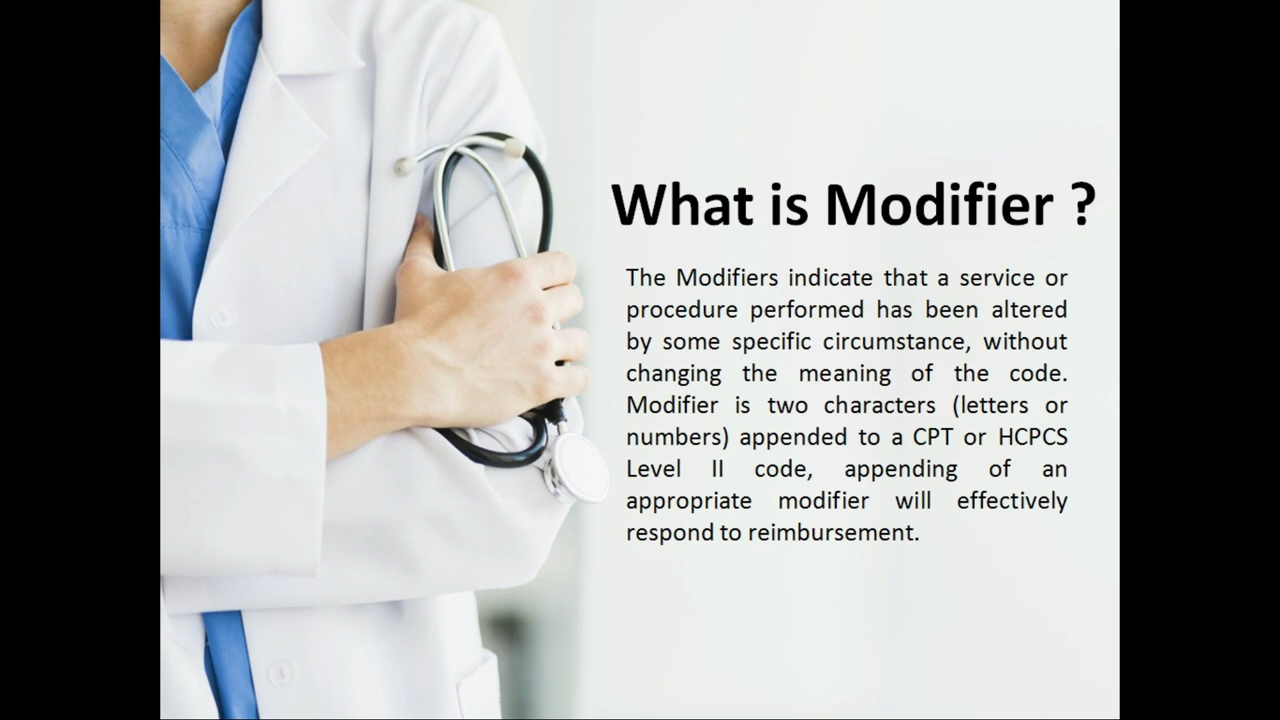 What is Modifier ?
The Modifiers indicate that a service or
procedure performed has been altered
by some specific circumstance, without
changing the meaning of the code.
Modifier is two characters (letters or
numbers) appended to a CPT or HCPCS
Level II code, appending of an
appropriate modifier will effectively
respond to reimbursement.